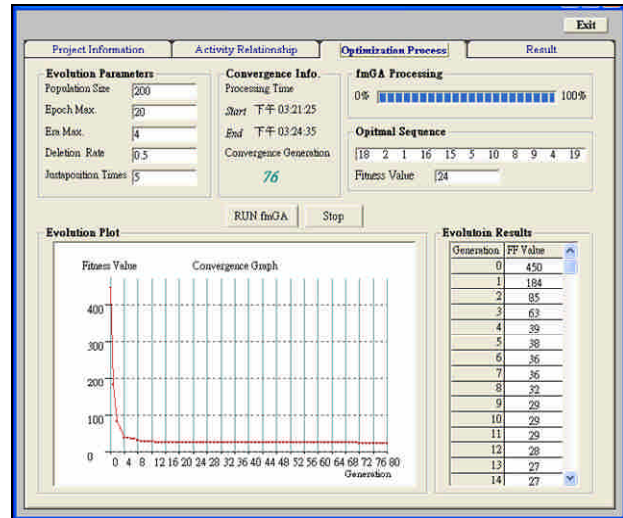 Exit
Project Information
Activity Relationship
Optimization Process
Result
Evolution Parameters
Population Size 200
Epoch Max. 20
Era Max. 4
Deletion Rate 0.5
Juxtaposition Times 5
Convergence Info.
Processing Time
Start 下午 03:21:25
End 下午 03:24:35
Convergence Generation
76
fmGA Processing
0% 100%
Opitmal Sequence
18 2 1 16 15 5 10 8 9 4 19
Fitness Value 24
RUN fmGA Stop
Evolution Plot
Fitness Value Convergence Graph
400
300
200
100
0
0 4 8 12 16 20 24 28 32 36 40 44 48 52 56 60 64 68 72 76 80
Generation
Evolutoin Results
Generation FF Value
0 450
1 184
2 85
3 63
4 39
5 38
6 36
7 36
8 32
9 29
10 29
11 29
12 28
13 27
14 27